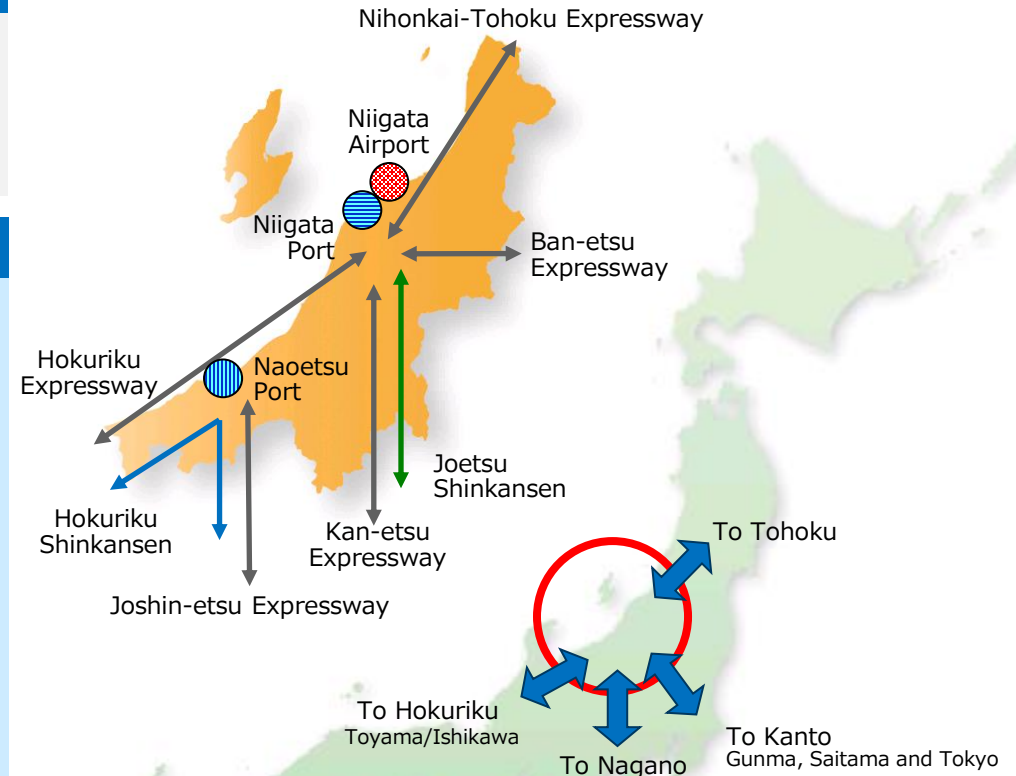 Nihonkai-Tohoku Expressway
Niigata
Airport
Niigata
Port
Ban-etsu
Expressway
Hokuriku
Expressway
Naoetsu
Port
Joetsu
Shinkansen
Hokuriku
Shinkansen
Kan-etsu
Expressway
Joshin-etsu Expressway
To Tohoku
To Hokuriku
Toyama/Ishikawa
To Nagano
To Kanto
Gunma, Saitama and Tokyo